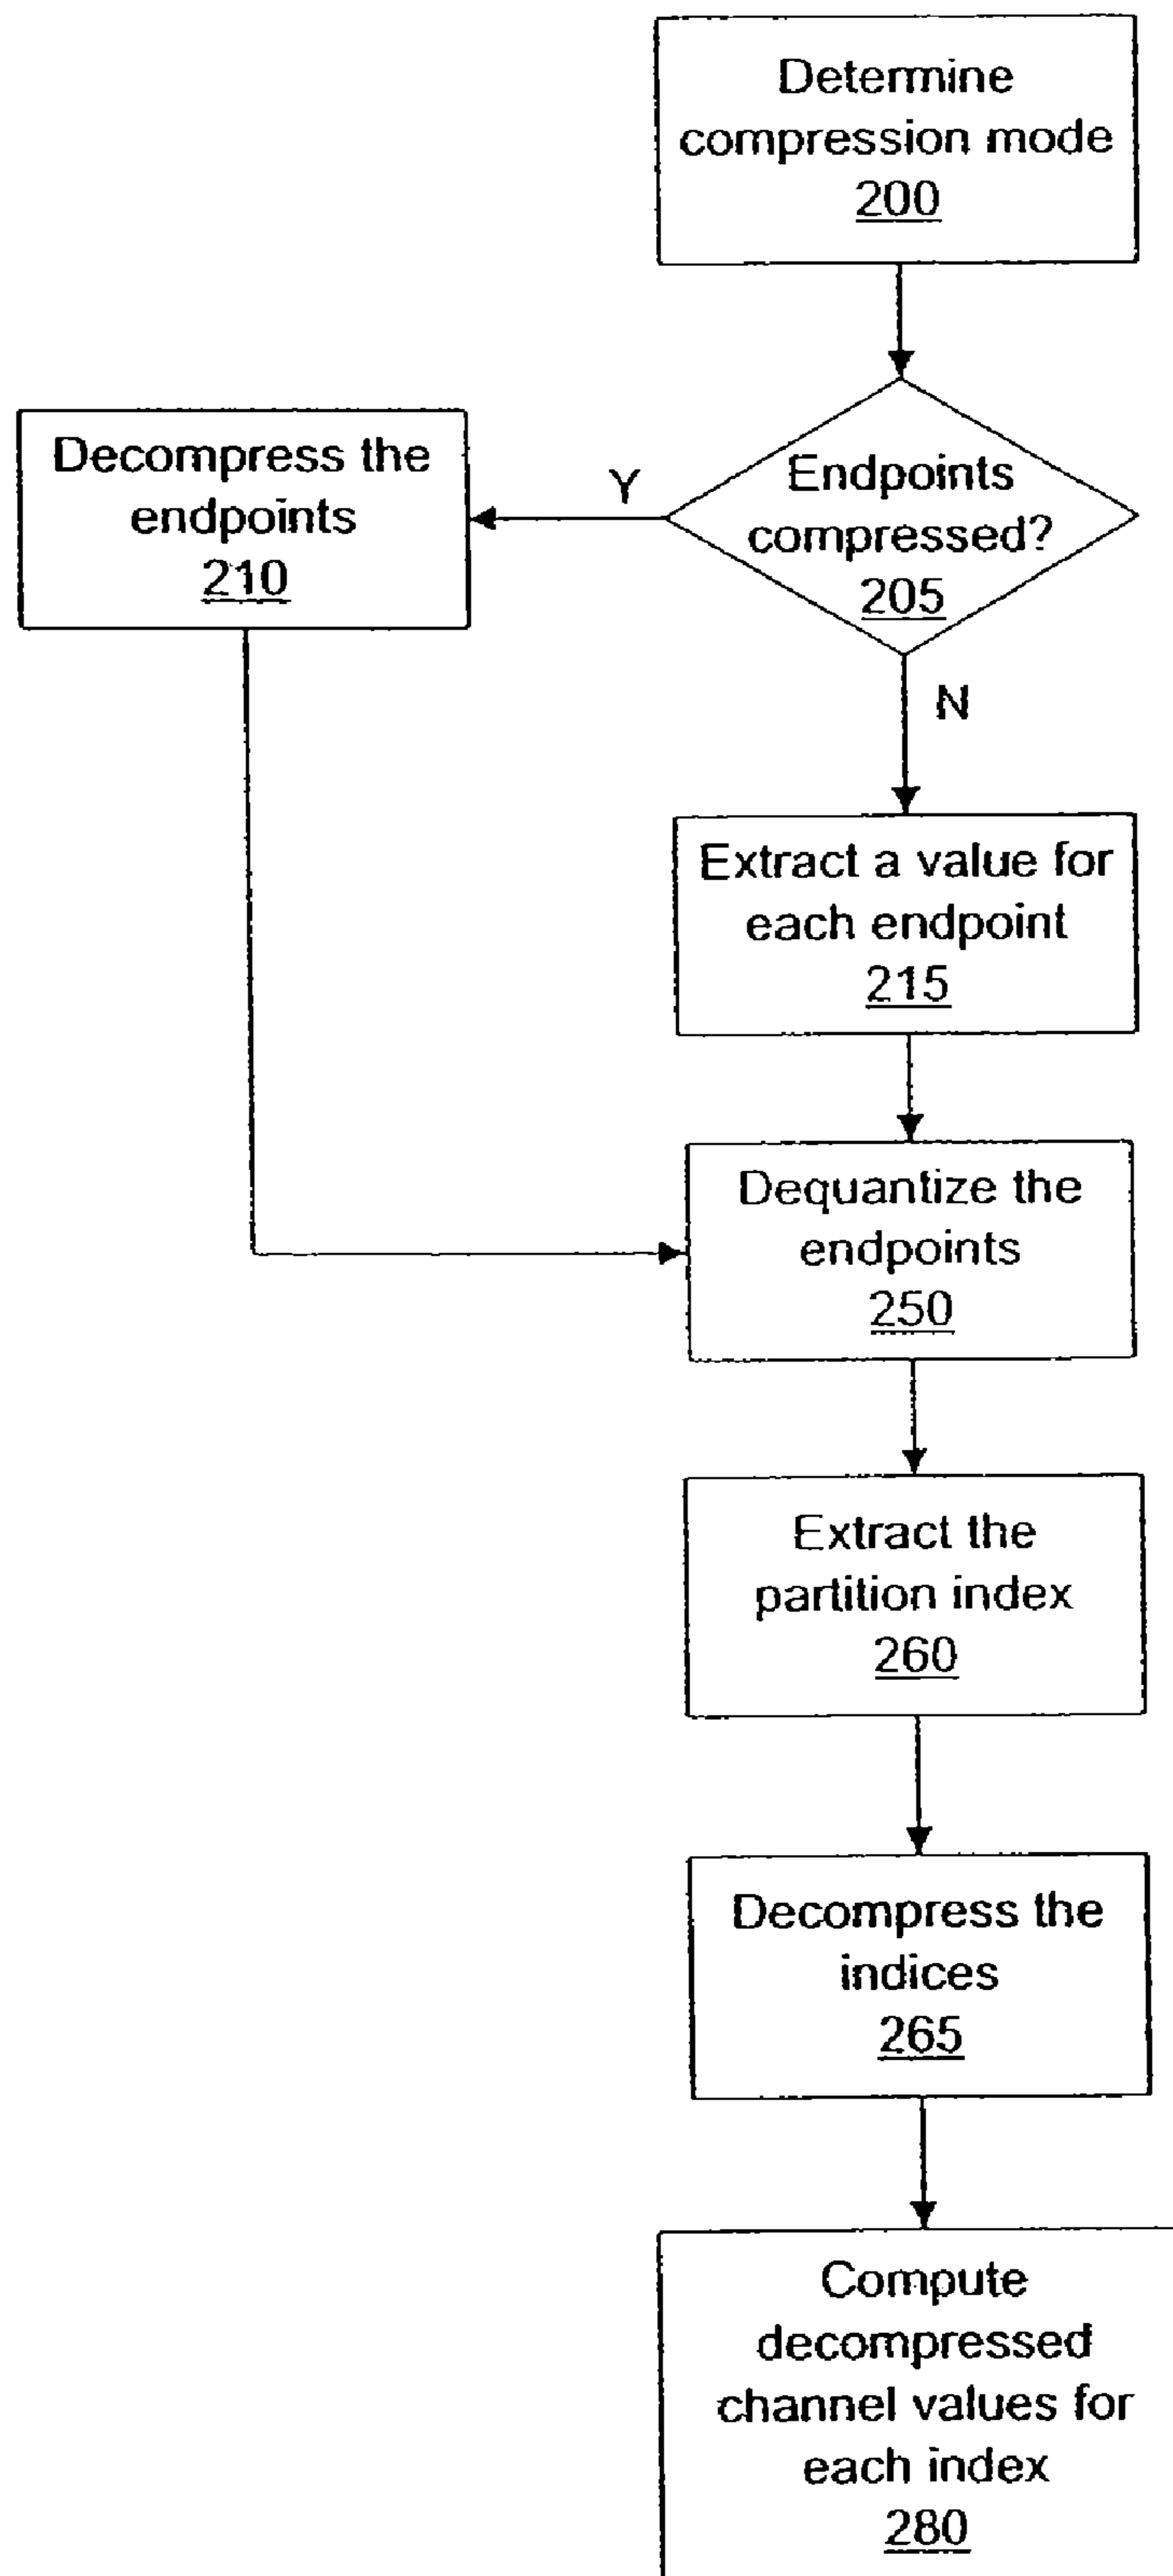 Determine
compression mode
200
Endpoints
compressed?
205
Y
N
Decompress the
endpoints
210
Extract a value for
each endpoint
215
Dequantize the
endpoints
250
Extract the
partition index
260
Decompress the
indices
265
Compute
decompressed
channel values for
each index
280